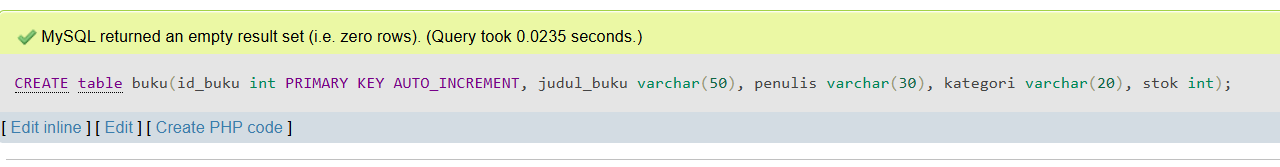 MySQL returned an empty result set (i.e. zero rows). (Query took 0.0235 seconds.)
CREATE table buku(id_buku int PRIMARY KEY AUTO_INCREMENT, judul_buku varchar(50), penulis varchar(30), kategori varchar(20), stok int);
[ Edit inline ] [ Edit ] [ Create PHP code ]